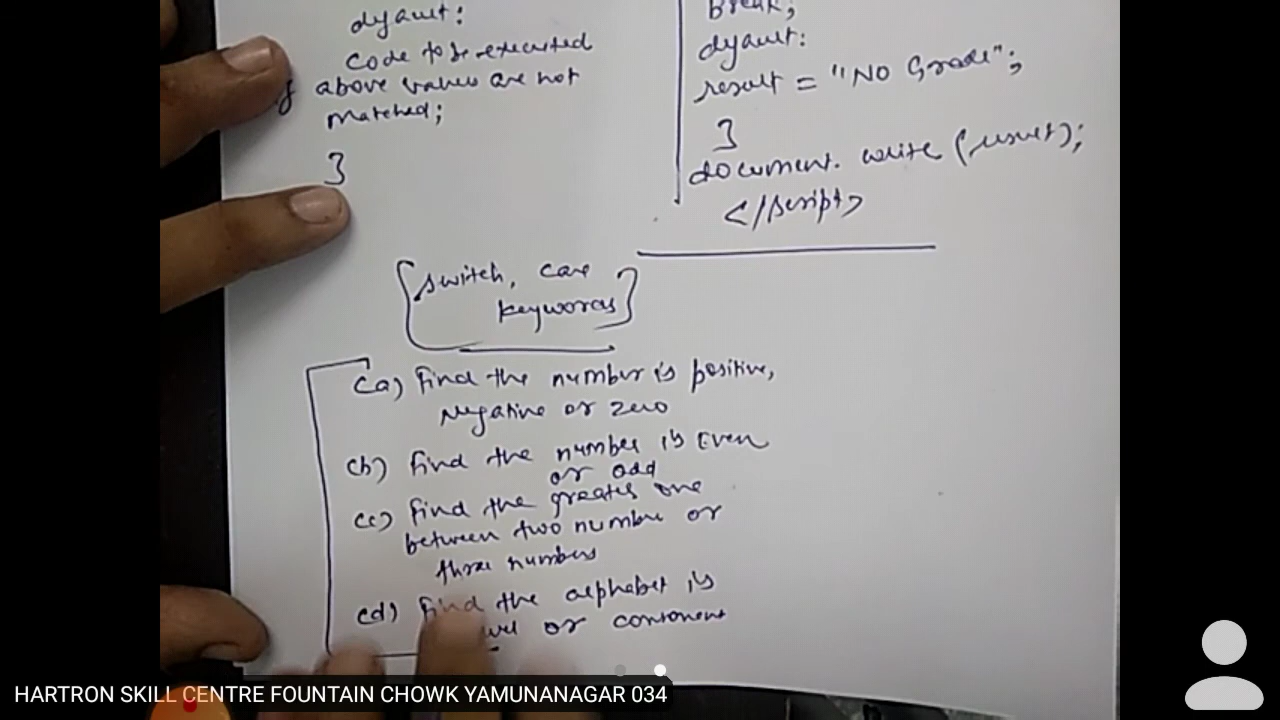 default:
code to be executed
if above values are not
matched;
}
break;
default:
result = "No Grade";
}
document.write(result);
</script>
{switch, case
keywords}
(a) Find the number is positive,
negative or zero
(b) Find the number is Even
or odd
(c) Find the greates one
between two number or
three numbers
(d) Find the alphabet is
or consonent
HARTRON SKILL CENTRE FOUNTAIN CHOWK YAMUNANAGAR 034